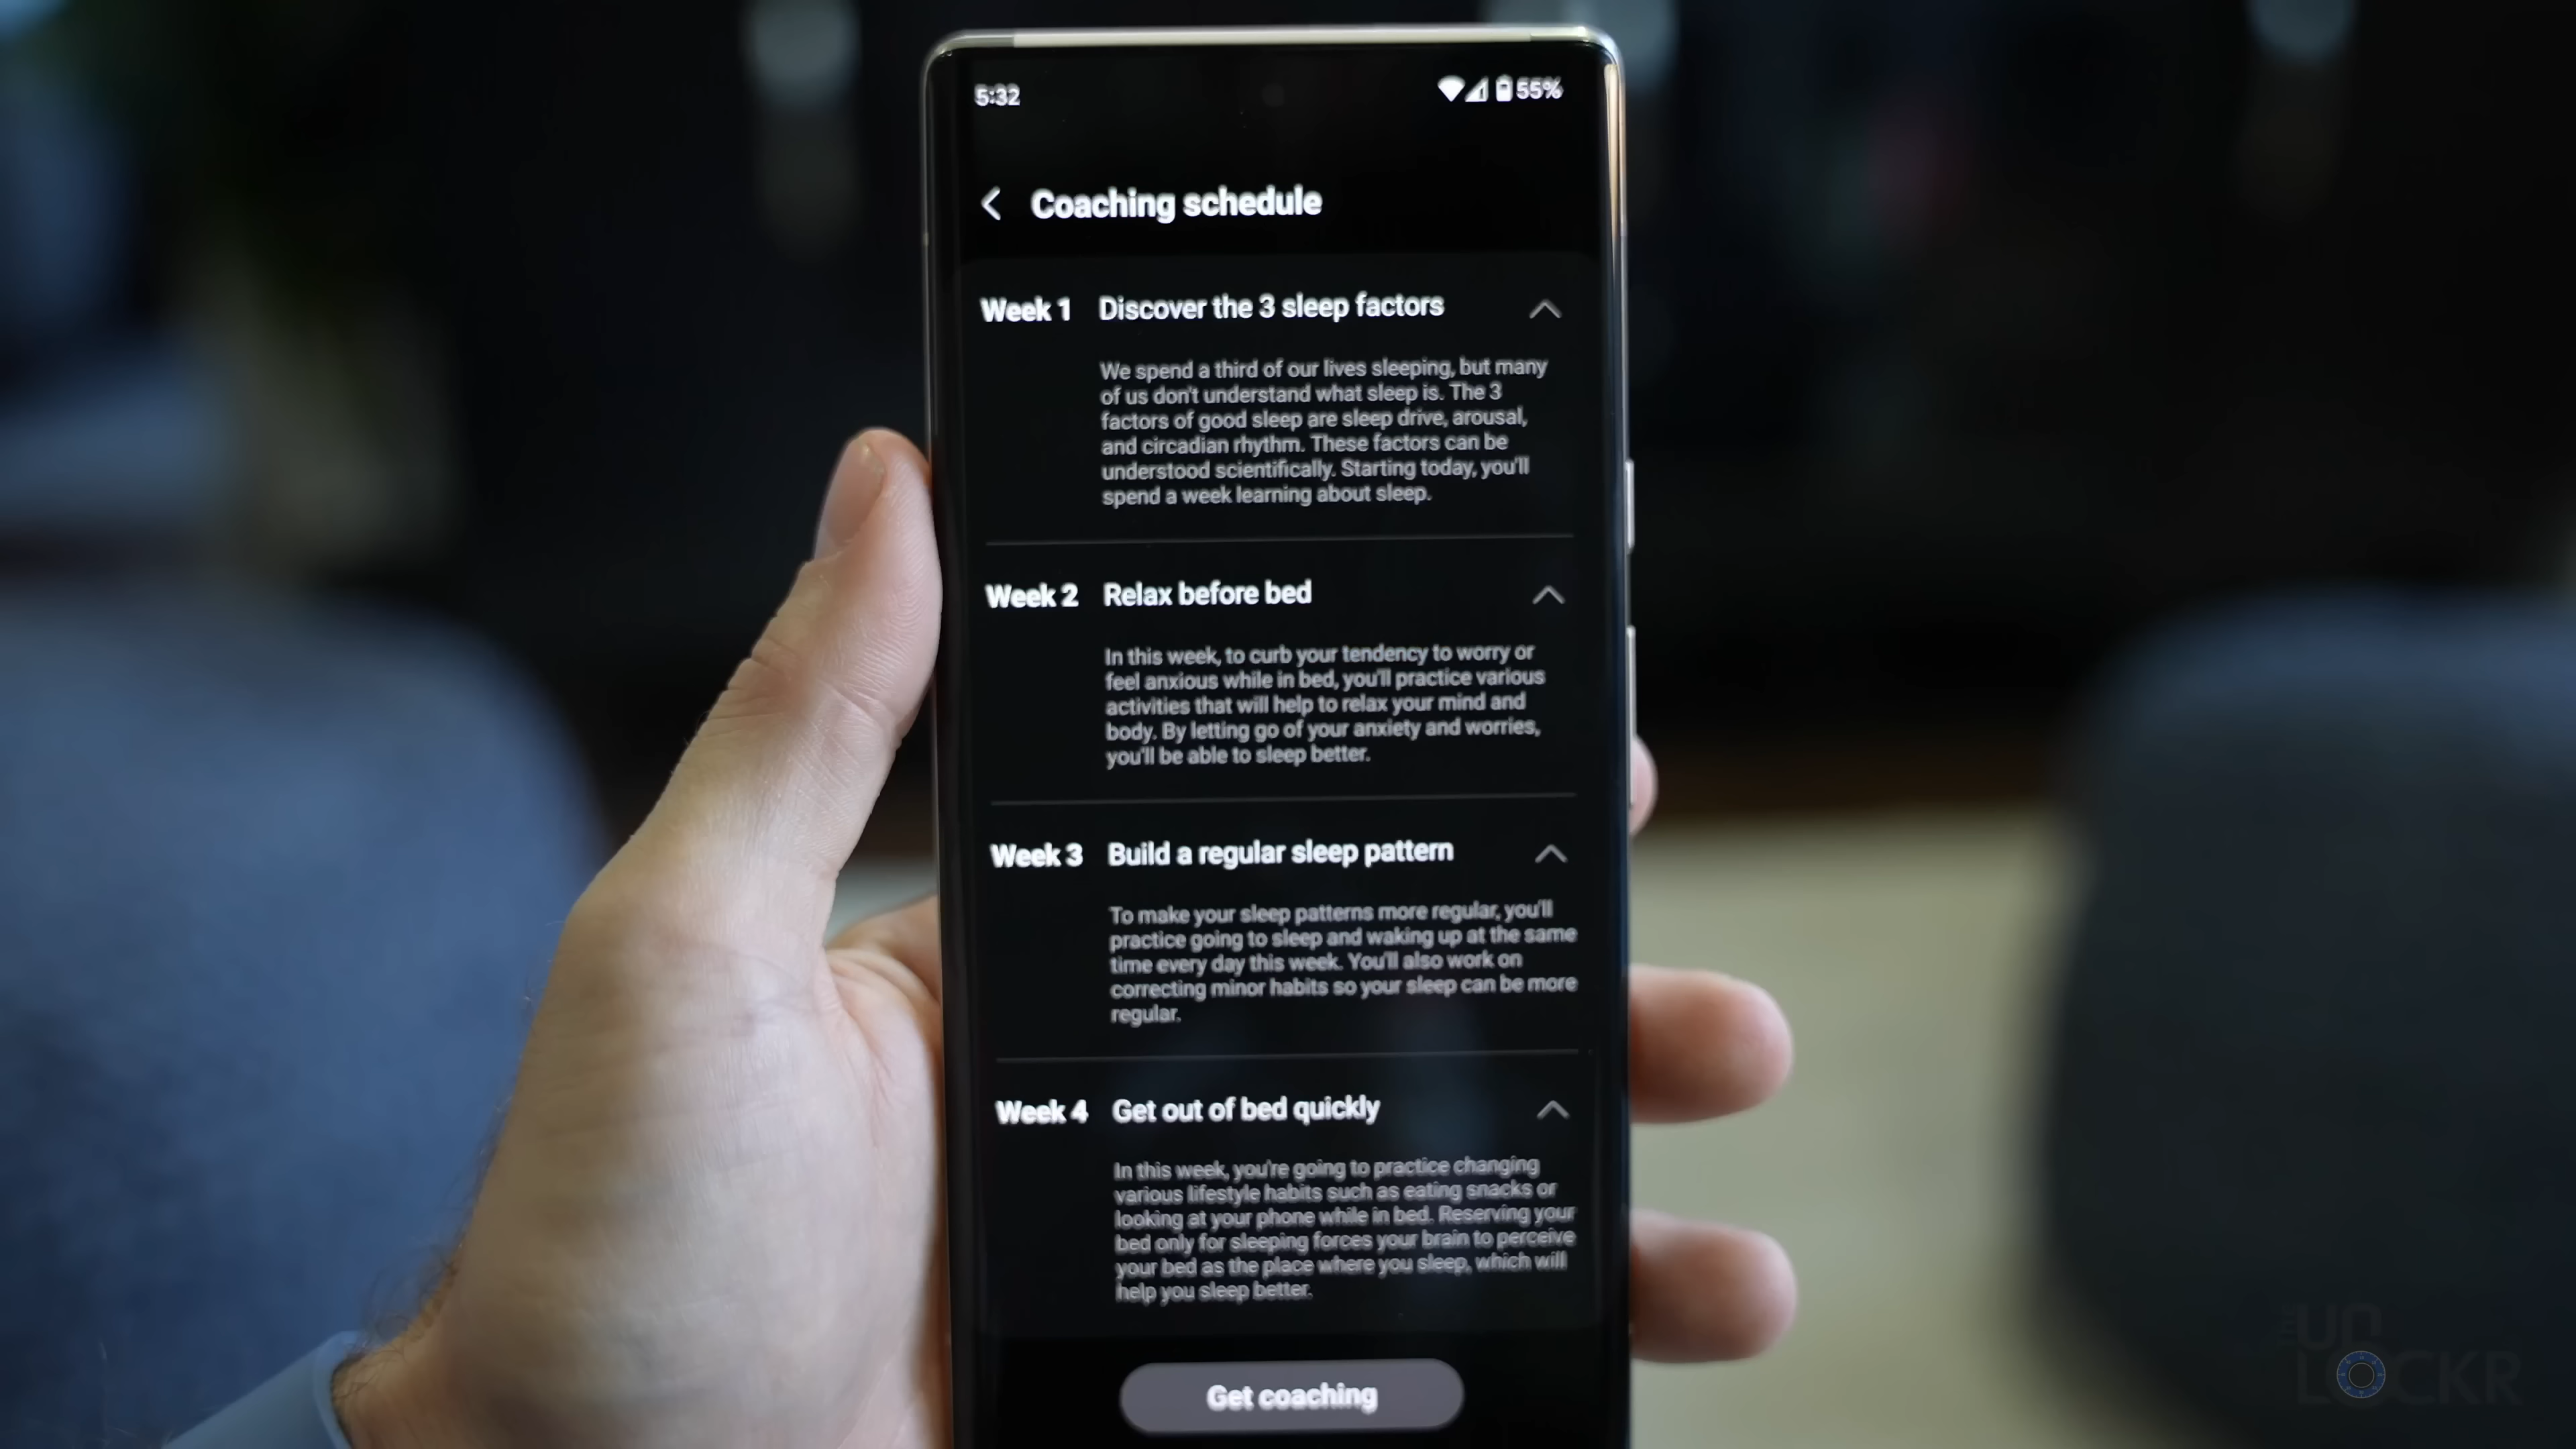 5:32
55%
Coaching schedule
Week 1 Discover the 3 sleep factors
We spend a third of our lives sleeping, but many
of us don't understand what sleep is. The 3
factors of good sleep are sleep drive, arousal,
and circadian rhythm. These factors can be
understood scientifically. Starting today, you'll
spend a week learning about sleep.
Week 2 Relax before bed
In this week, to curb your tendency to worry or
feel anxious while in bed, you'll practice various
activities that will help to relax your mind and
body. By letting go of your anxiety and worries,
you'll be able to sleep better.
Week 3 Build a regular sleep pattern
To make your sleep patterns more regular, you'll
practice going to sleep and waking up at the same
time every day this week. You'll also work on
correcting minor habits so your sleep can be more
regular.
Week 4 Get out of bed quickly
In this week, you're going to practice changing
various lifestyle habits such as eating snacks or
looking at your phone while in bed. Reserving your
bed only for sleeping forces your brain to perceive
your bed as the place where you sleep, which will
help you sleep better.
Get coaching
THE UN
LOCKR